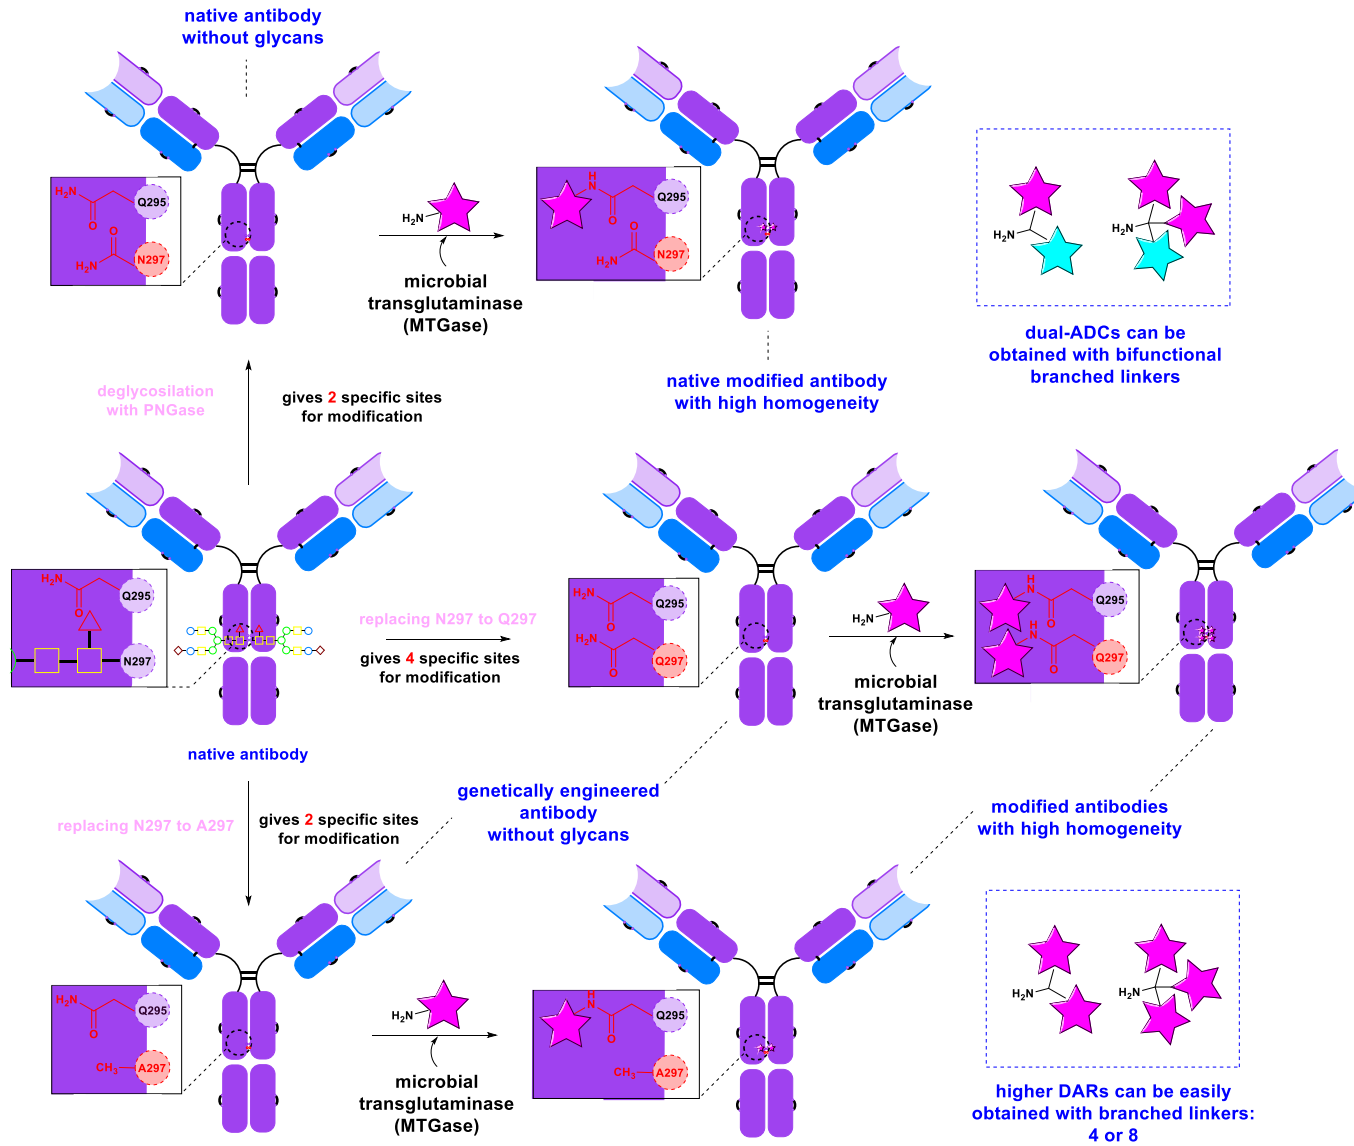 native antibody
without glycans
H₂N
O
Q295
O
H₂N
N297
H₂N
microbial
transglutaminase
(MTGase)
H
N
O
Q295
O
H₂N
N297
H₂N
H₂N
dual-ADCs can be
obtained with bifunctional
branched linkers
native modified antibody
with high homogeneity
deglycosilation
with PNGase
gives 2 specific sites
for modification
H₂N
O
Q295
N297
native antibody
replacing N297 to Q297
gives 4 specific sites
for modification
H₂N
O
Q295
H₂N
O
Q297
H₂N
microbial
transglutaminase
(MTGase)
H
N
O
Q295
H
N
O
Q297
genetically engineered
antibody
without glycans
modified antibodies
with high homogeneity
replacing N297 to A297
gives 2 specific sites
for modification
H₂N
O
Q295
CH₃
A297
H₂N
microbial
transglutaminase
(MTGase)
H
N
O
Q295
CH₃
A297
H₂N
H₂N
higher DARs can be easily
obtained with branched linkers:
4 or 8